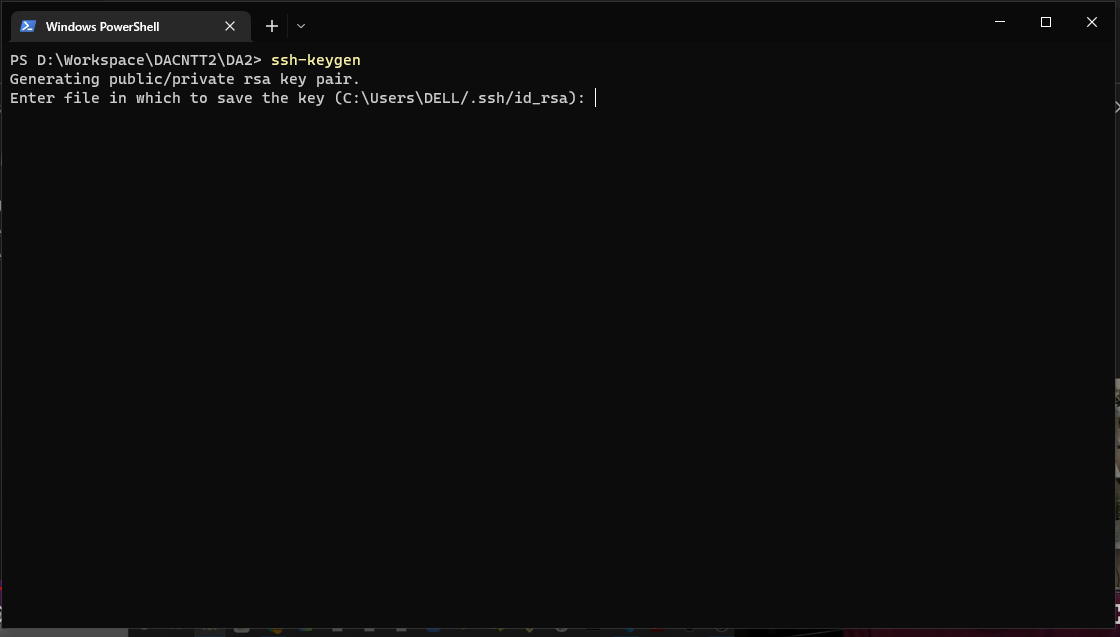 Windows PowerShell
PS D:\Workspace\DACNTT2\DA2> ssh-keygen
Generating public/private rsa key pair.
Enter file in which to save the key (C:\Users\DELL/.ssh/id_rsa):